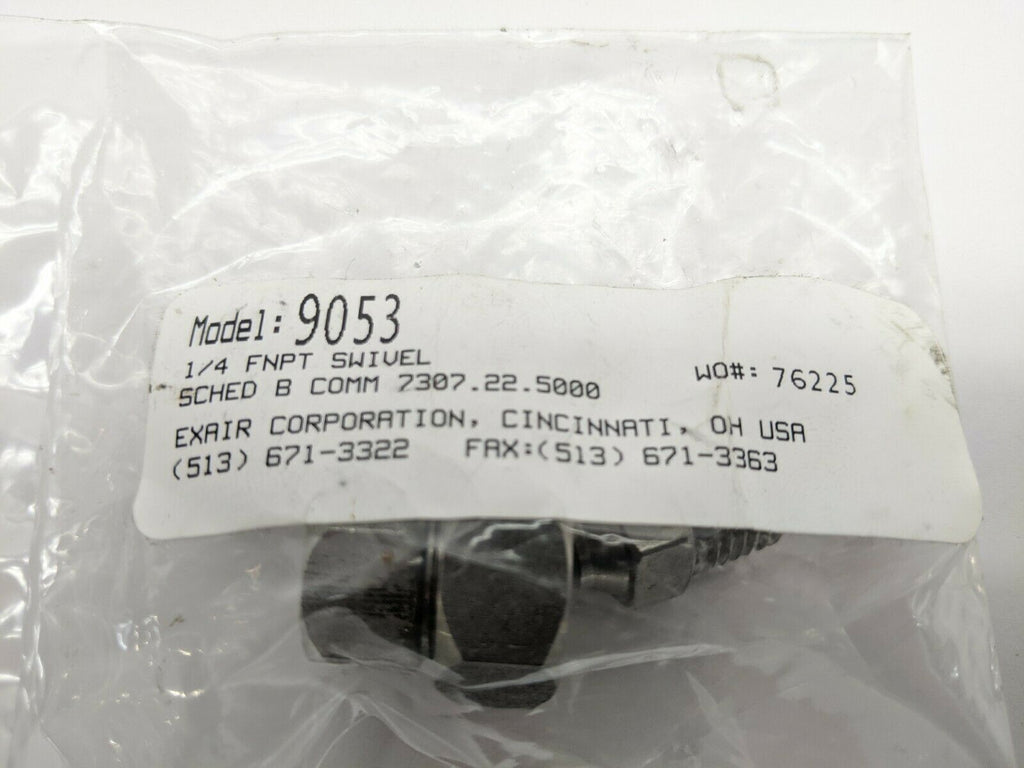 Model: 9053
1/4 FNPT SWIVEL
SCHED B COMM 7307.22.5000
WO#: 76225
EXAIR CORPORATION, CINCINNATI, OH USA
(513) 671-3322 FAX:(513) 671-3363